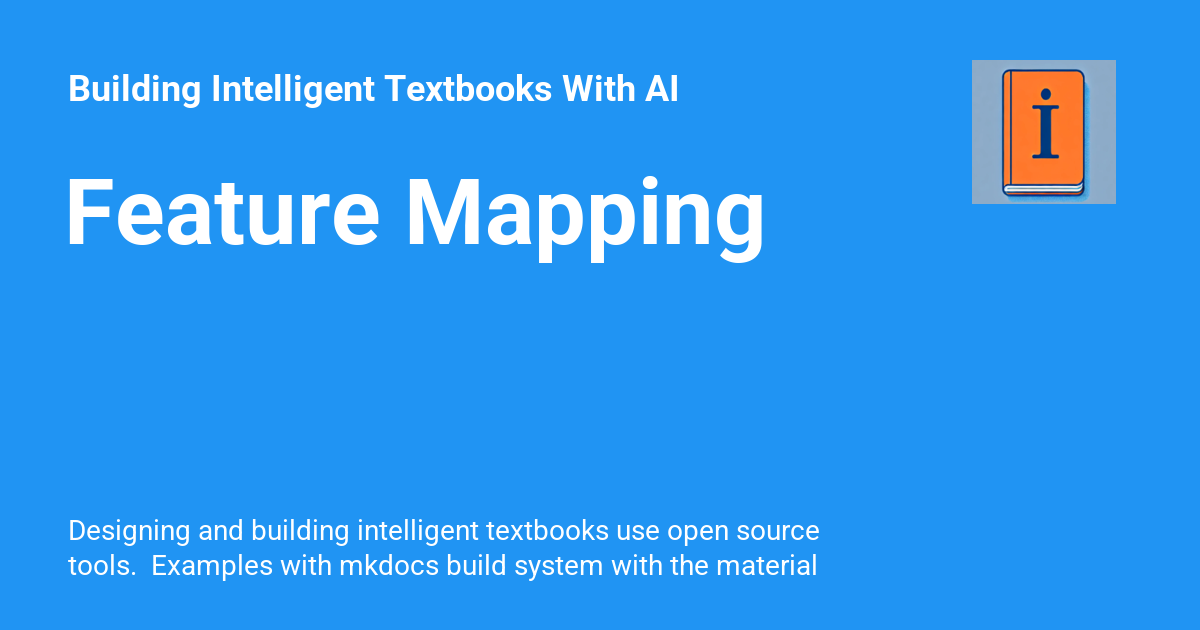 Building Intelligent Textbooks With AI
i
Feature Mapping
Designing and building intelligent textbooks use open source
tools.  Examples with mkdocs build system with the material